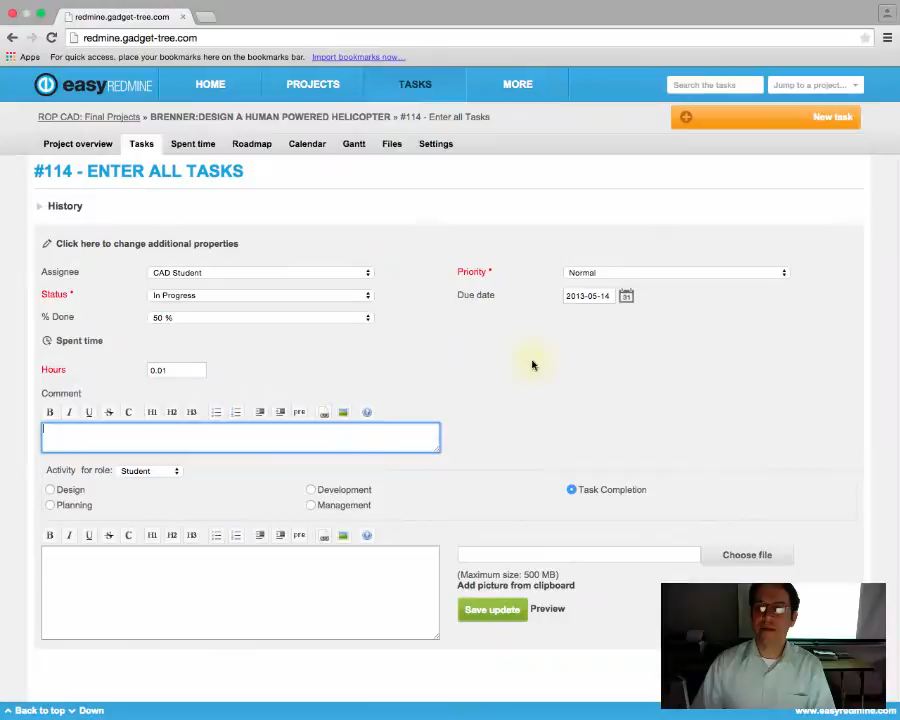 redmine.gadget-tree.com
redmine.gadget-tree.com
Apps For quick access, place your bookmarks here on the bookmarks bar. Import bookmarks now...
easyREDMINE HOME PROJECTS TASKS MORE Search the tasks Jump to a project...
ROP CAD: Final Projects » BRENNER:DESIGN A HUMAN POWERED HELICOPTER » #114 - Enter all Tasks New task
Project overview Tasks Spent time Roadmap Calendar Gantt Files Settings
#114 - ENTER ALL TASKS
History
Click here to change additional properties
Assignee CAD Student Priority * Normal
Status * In Progress Due date 2013-05-14 31
% Done 50 %
Spent time
Hours 0.01
Comment
B I U S C H1 H2 H3 pre
Activity for role: Student
Design Development Task Completion
Planning Management
B I U S C H1 H2 H3 pre
Choose file
(Maximum size: 500 MB)
Add picture from clipboard
Save update Preview
Back to top Down www.easyredmine.com